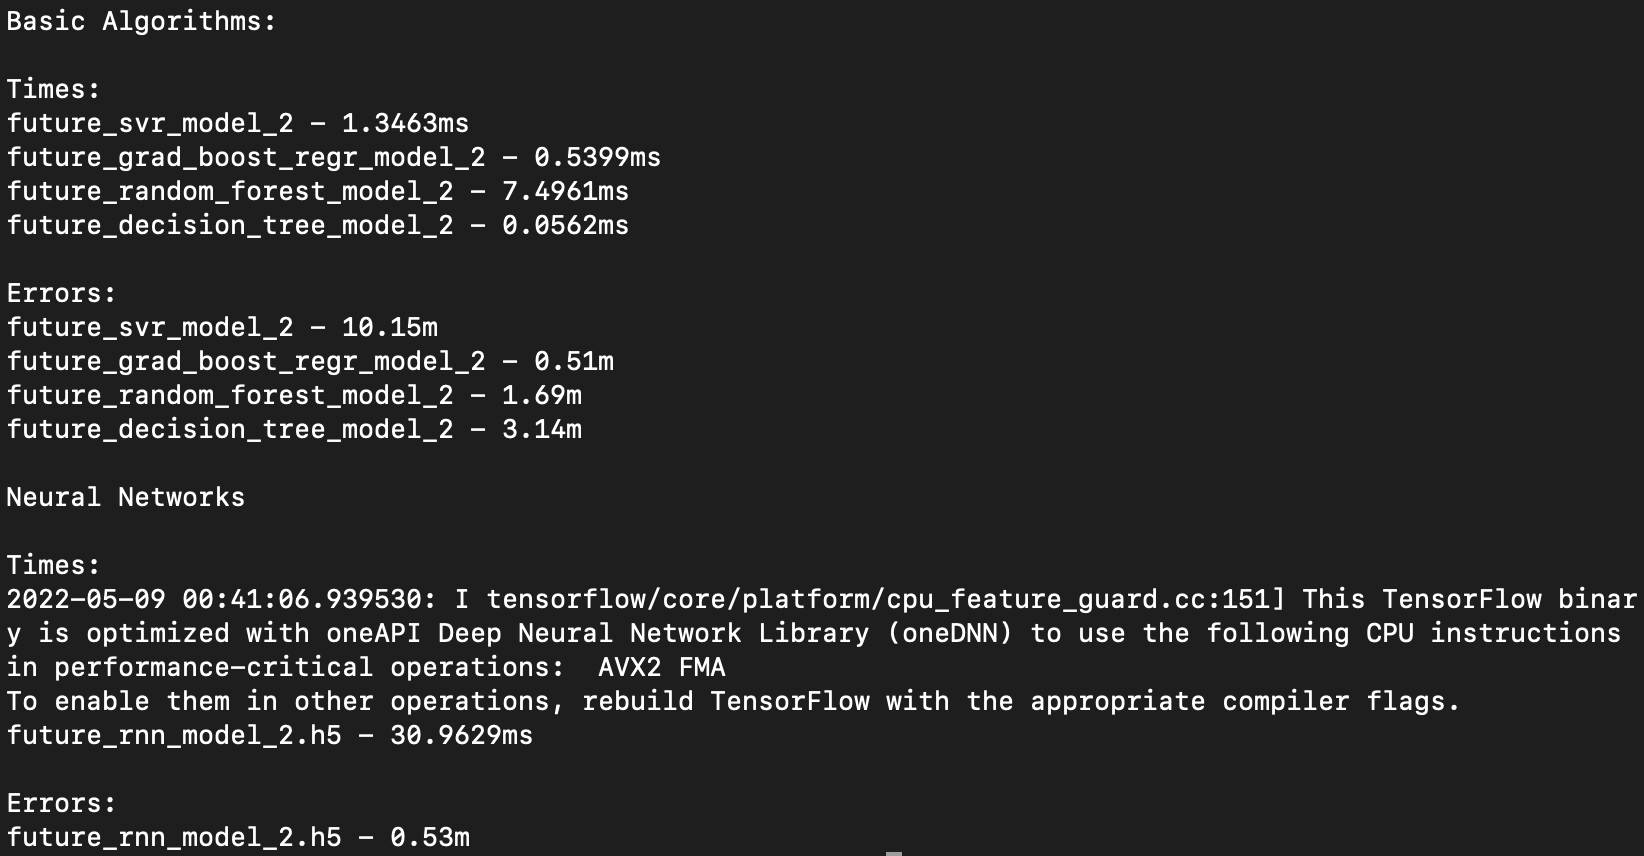 Basic Algorithms:
Times:
future_svr_model_2 – 1.3463ms
future_grad_boost_regr_model_2 – 0.5399ms
future_random_forest_model_2 – 7.4961ms
future_decision_tree_model_2 – 0.0562ms
Errors:
future_svr_model_2 – 10.15m
future_grad_boost_regr_model_2 – 0.51m
future_random_forest_model_2 – 1.69m
future_decision_tree_model_2 – 3.14m
Neural Networks
Times:
2022-05-09 00:41:06.939530: I tensorflow/core/platform/cpu_feature_guard.cc:151] This TensorFlow binar
y is optimized with oneAPI Deep Neural Network Library (oneDNN) to use the following CPU instructions
in performance-critical operations:  AVX2 FMA
To enable them in other operations, rebuild TensorFlow with the appropriate compiler flags.
future_rnn_model_2.h5 – 30.9629ms
Errors:
future_rnn_model_2.h5 – 0.53m